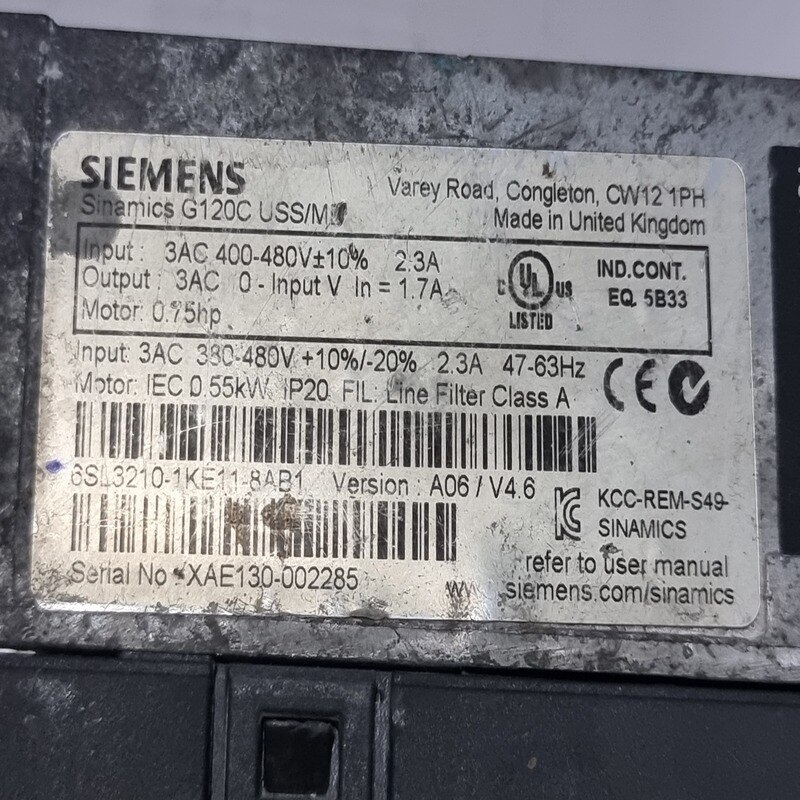 SIEMENS
Sinamics G120C USS/M
Varey Road, Congleton, CW12 1PH
Made in United Kingdom
Input: 3AC 400-480V±10% 2.3A
Output: 3AC 0 - Input V In = 1.7A
Motor: 0.75hp
C UL US
LISTED
IND.CONT.
EQ. 5B33
Input: 3AC 380-480V +10%/-20% 2.3A 47-63Hz
Motor: IEC 0.55kW IP20 FIL: Line Filter Class A
CE
6SL3210-1KE11-8AB1 Version : A06 / V4.6
KCC-REM-S49-
SINAMICS
Serial No XAE130-002285
refer to user manual
www.siemens.com/sinamics